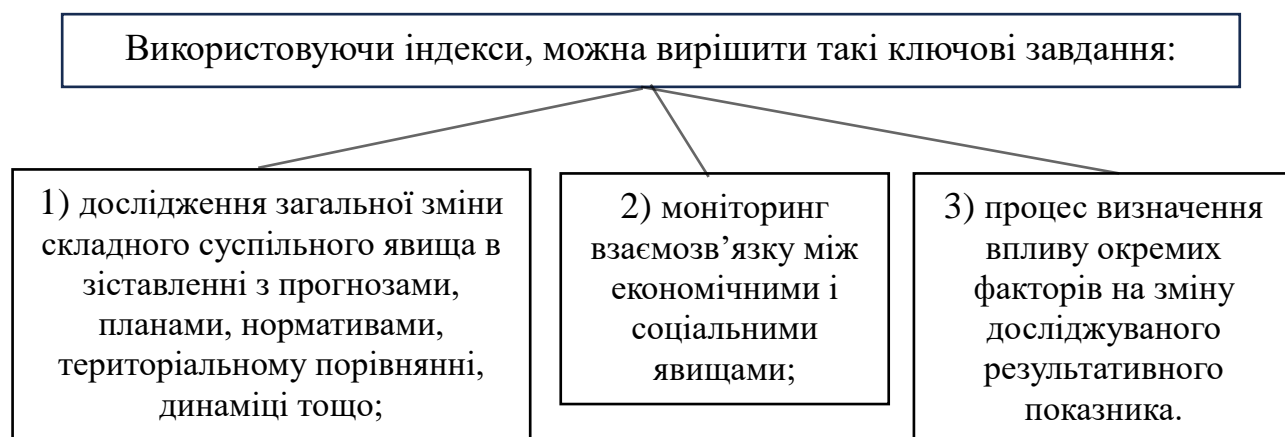 Використовуючи індекси, можна вирішити такі ключові завдання:
1) дослідження загальної зміни
складного суспільного явища в
зіставленні з прогнозами,
планами, нормативами,
територіальному порівнянні,
динаміці тощо;
2) моніторинг
взаємозв’язку між
економічними і
соціальними
явищами;
3) процес визначення
впливу окремих
факторів на зміну
досліджуваного
результативного
показника.